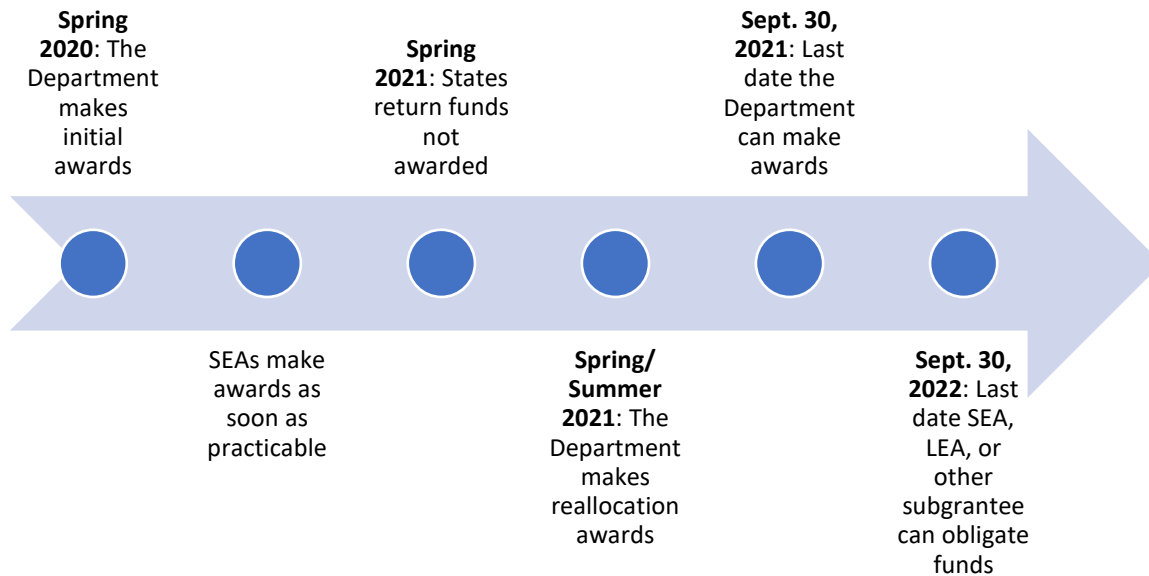 Spring
2020: The
Department
makes
initial
awards
SEAs make
awards as
soon as
practicable
Spring
2021: States
return funds
not
awarded
Spring/
Summer
2021: The
Department
makes
reallocation
awards
Sept. 30,
2021: Last
date the
Department
can make
awards
Sept. 30,
2022: Last
date SEA,
LEA, or
other
subgrantee
can obligate
funds